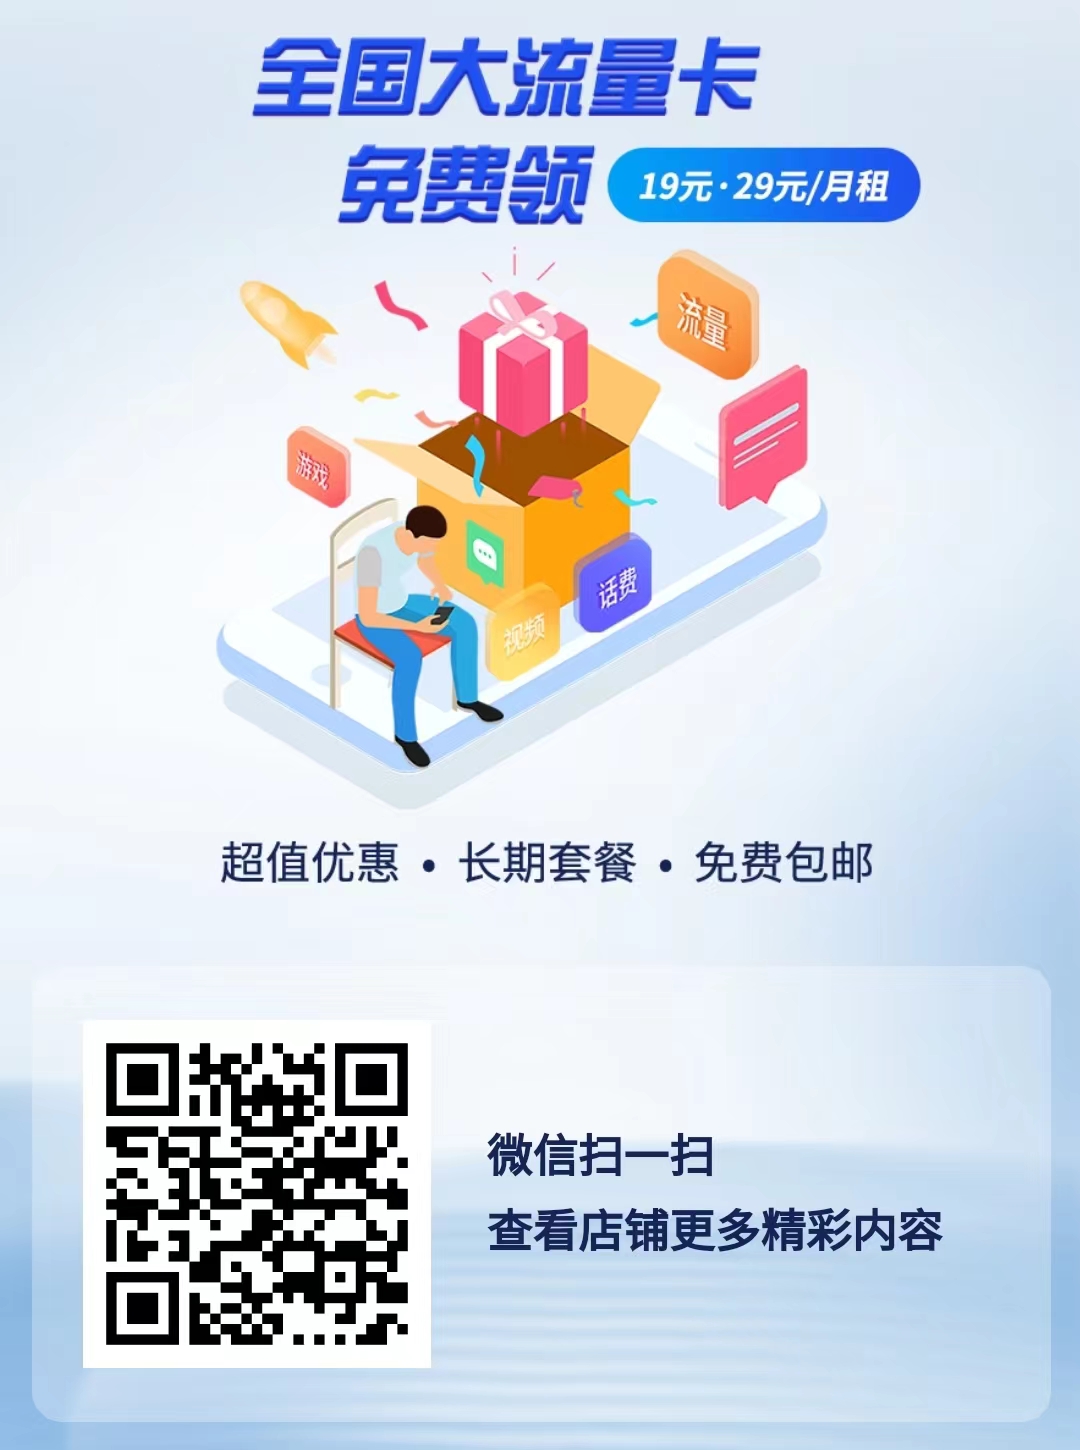 全国大流量卡
免费领
19元·29元/月租
流量
游戏
话费
视频
超值优惠 • 长期套餐 • 免费包邮
微信扫一扫
查看店铺更多精彩内容